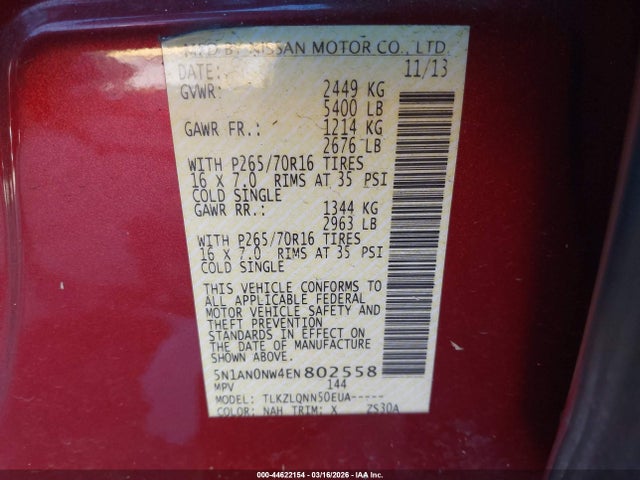 MFD BY NISSAN MOTOR CO., LTD.
DATE: 11/13
GVWR: 2449 KG
5400 LB
GAWR FR.: 1214 KG
2676 LB
WITH P265/70R16 TIRES
16 X 7.0 RIMS AT 35 PSI
COLD SINGLE
GAWR RR.: 1344 KG
2963 LB
WITH P265/70R16 TIRES
16 X 7.0 RIMS AT 35 PSI
COLD SINGLE
THIS VEHICLE CONFORMS TO
ALL APPLICABLE FEDERAL
MOTOR VEHICLE SAFETY AND
THEFT PREVENTION
STANDARDS IN EFFECT ON
THE DATE OF MANUFACTURE
SHOWN ABOVE.
5N1AN0NW4EN802558
MPV 144
MODEL: TLKZLQNN50EUA-----
COLOR: NAH TRIM: X ZS30A
000-44622154 - 03/16/2026 - IAA Inc.